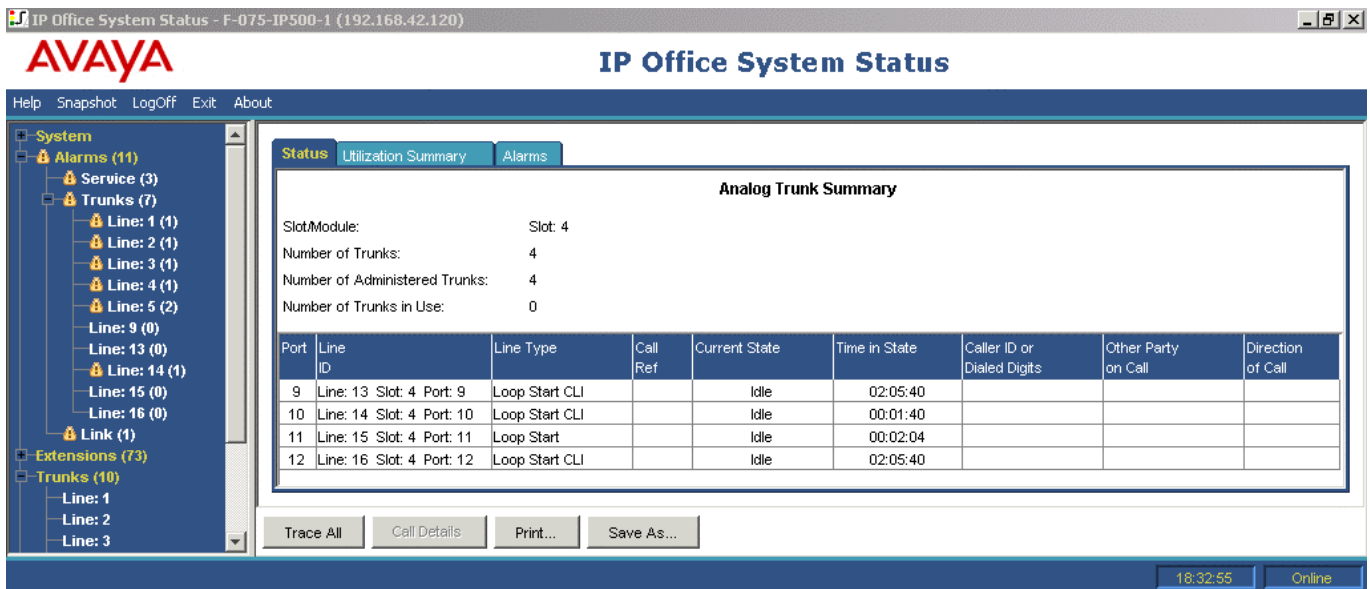 IP Office System Status - F-075-IP500-1 (192.168.42.120)
AVAYA
IP Office System Status
Help Snapshot LogOff Exit About
System
Alarms (11)
Service (3)
Trunks (7)
Line: 1 (1)
Line: 2 (1)
Line: 3 (1)
Line: 4 (1)
Line: 5 (2)
Line: 9 (0)
Line: 13 (0)
Line: 14 (1)
Line: 15 (0)
Line: 16 (0)
Link (1)
Extensions (73)
Trunks (10)
Line: 1
Line: 2
Line: 3
Status Utilization Summary Alarms
Analog Trunk Summary
Slot/Module: Slot: 4
Number of Trunks: 4
Number of Administered Trunks: 4
Number of Trunks in Use: 0
Port Line ID Line Type Call Ref Current State Time in State Caller ID or Dialed Digits Other Party on Call Direction of Call
9 Line: 13 Slot: 4 Port: 9 Loop Start CLI Idle 02:05:40
10 Line: 14 Slot: 4 Port: 10 Loop Start CLI Idle 00:01:40
11 Line: 15 Slot: 4 Port: 11 Loop Start Idle 00:02:04
12 Line: 16 Slot: 4 Port: 12 Loop Start CLI Idle 02:05:40
Trace All Call Details Print... Save As...
18:32:55 Online